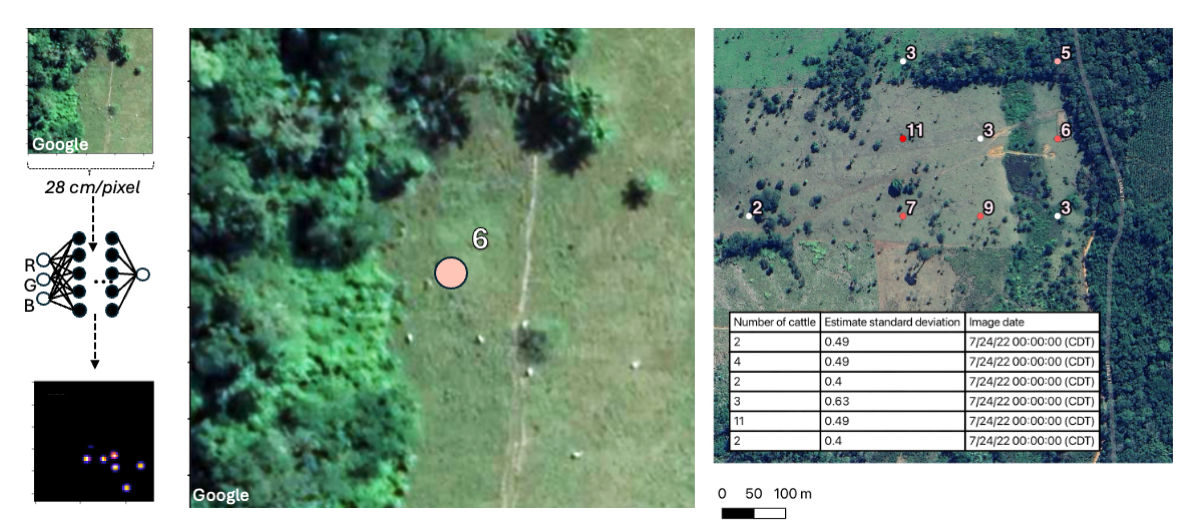 Google
28 cm/pixel
R
G
B
6
Google
3
5
11
3
6
2
7
9
3
Number of cattle Estimate standard deviation Image date
2 0.49 7/24/22 00:00:00 (CDT)
4 0.49 7/24/22 00:00:00 (CDT)
2 0.4 7/24/22 00:00:00 (CDT)
3 0.63 7/24/22 00:00:00 (CDT)
11 0.49 7/24/22 00:00:00 (CDT)
2 0.4 7/24/22 00:00:00 (CDT)
0 50 100 m